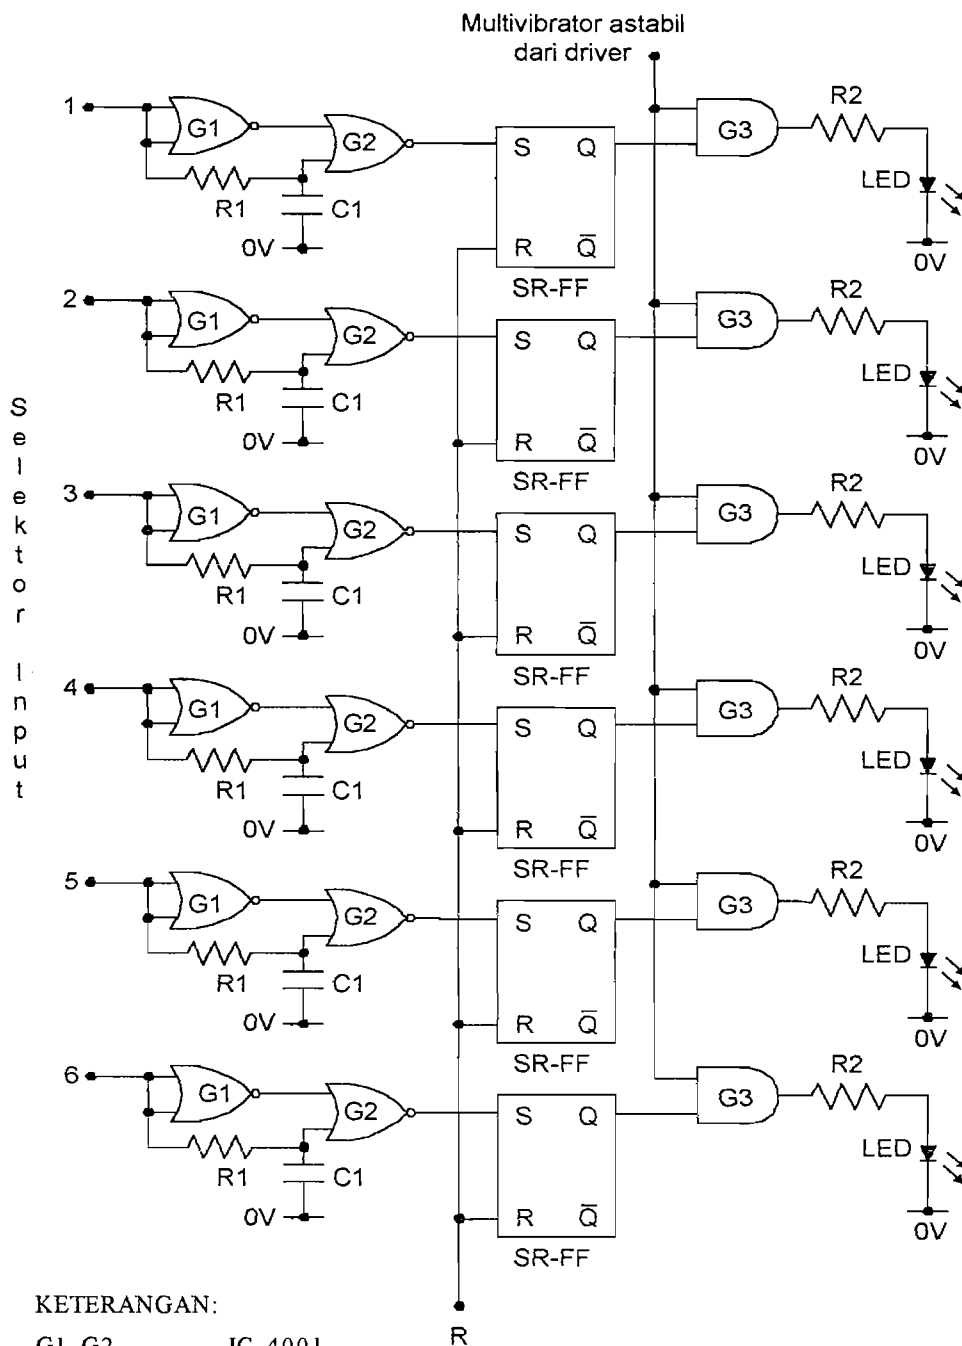 Multivibrator astabil
dari driver
1
G1
G2
R1
C1
0V
S
Q
R
Q̅
SR-FF
G3
R2
LED
0V
2
G1
G2
R1
C1
0V
S
Q
R
Q̅
SR-FF
G3
R2
LED
0V
3
G1
G2
R1
C1
0V
S
Q
R
Q̅
SR-FF
G3
R2
LED
0V
Selektor Input
4
G1
G2
R1
C1
0V
S
Q
R
Q̅
SR-FF
G3
R2
LED
0V
5
G1
G2
R1
C1
0V
S
Q
R
Q̅
SR-FF
G3
R2
LED
0V
6
G1
G2
R1
C1
0V
S
Q
R
Q̅
SR-FF
G3
R2
LED
0V
R
KETERANGAN:
G1, G2 IC 4001